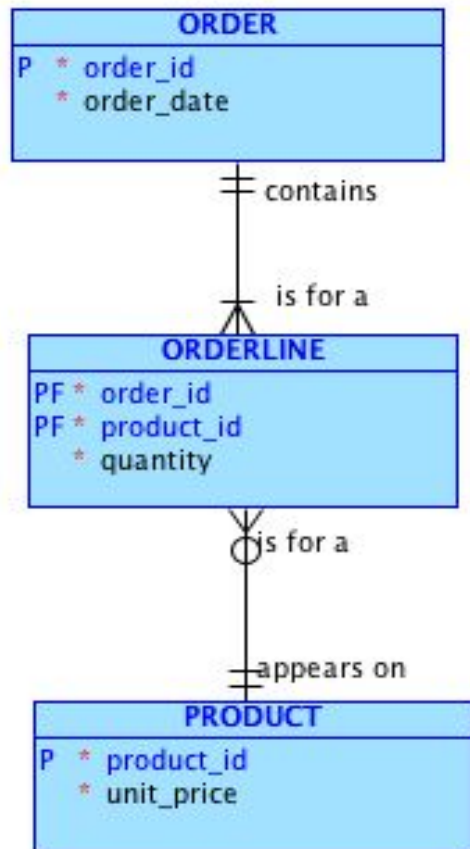 ORDER
P * order_id
* order_date
contains
is for a
ORDERLINE
PF * order_id
PF * product_id
* quantity
is for a
appears on
PRODUCT
P * product_id
* unit_price